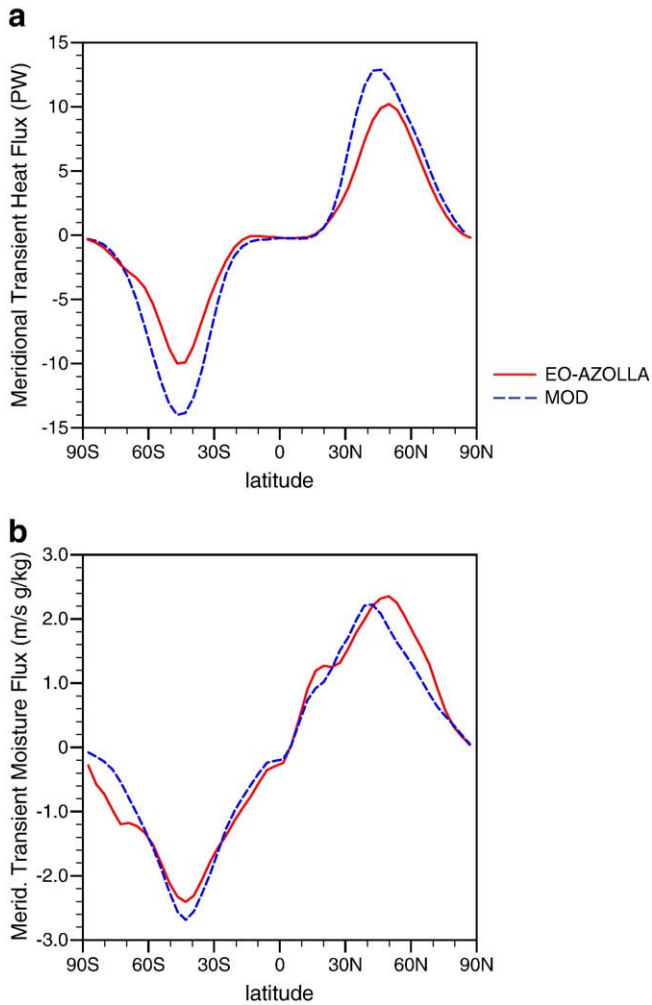 a
Meridional Transient Heat Flux (PW)
15
10
5
0
-5
-10
-15
90S 60S 30S 0 30N 60N 90N
latitude
EO-AZOLLA
MOD
b
Merid. Transient Moisture Flux (m/s g/kg)
3.0
2.0
1.0
0
-1.0
-2.0
-3.0
90S 60S 30S 0 30N 60N 90N
latitude